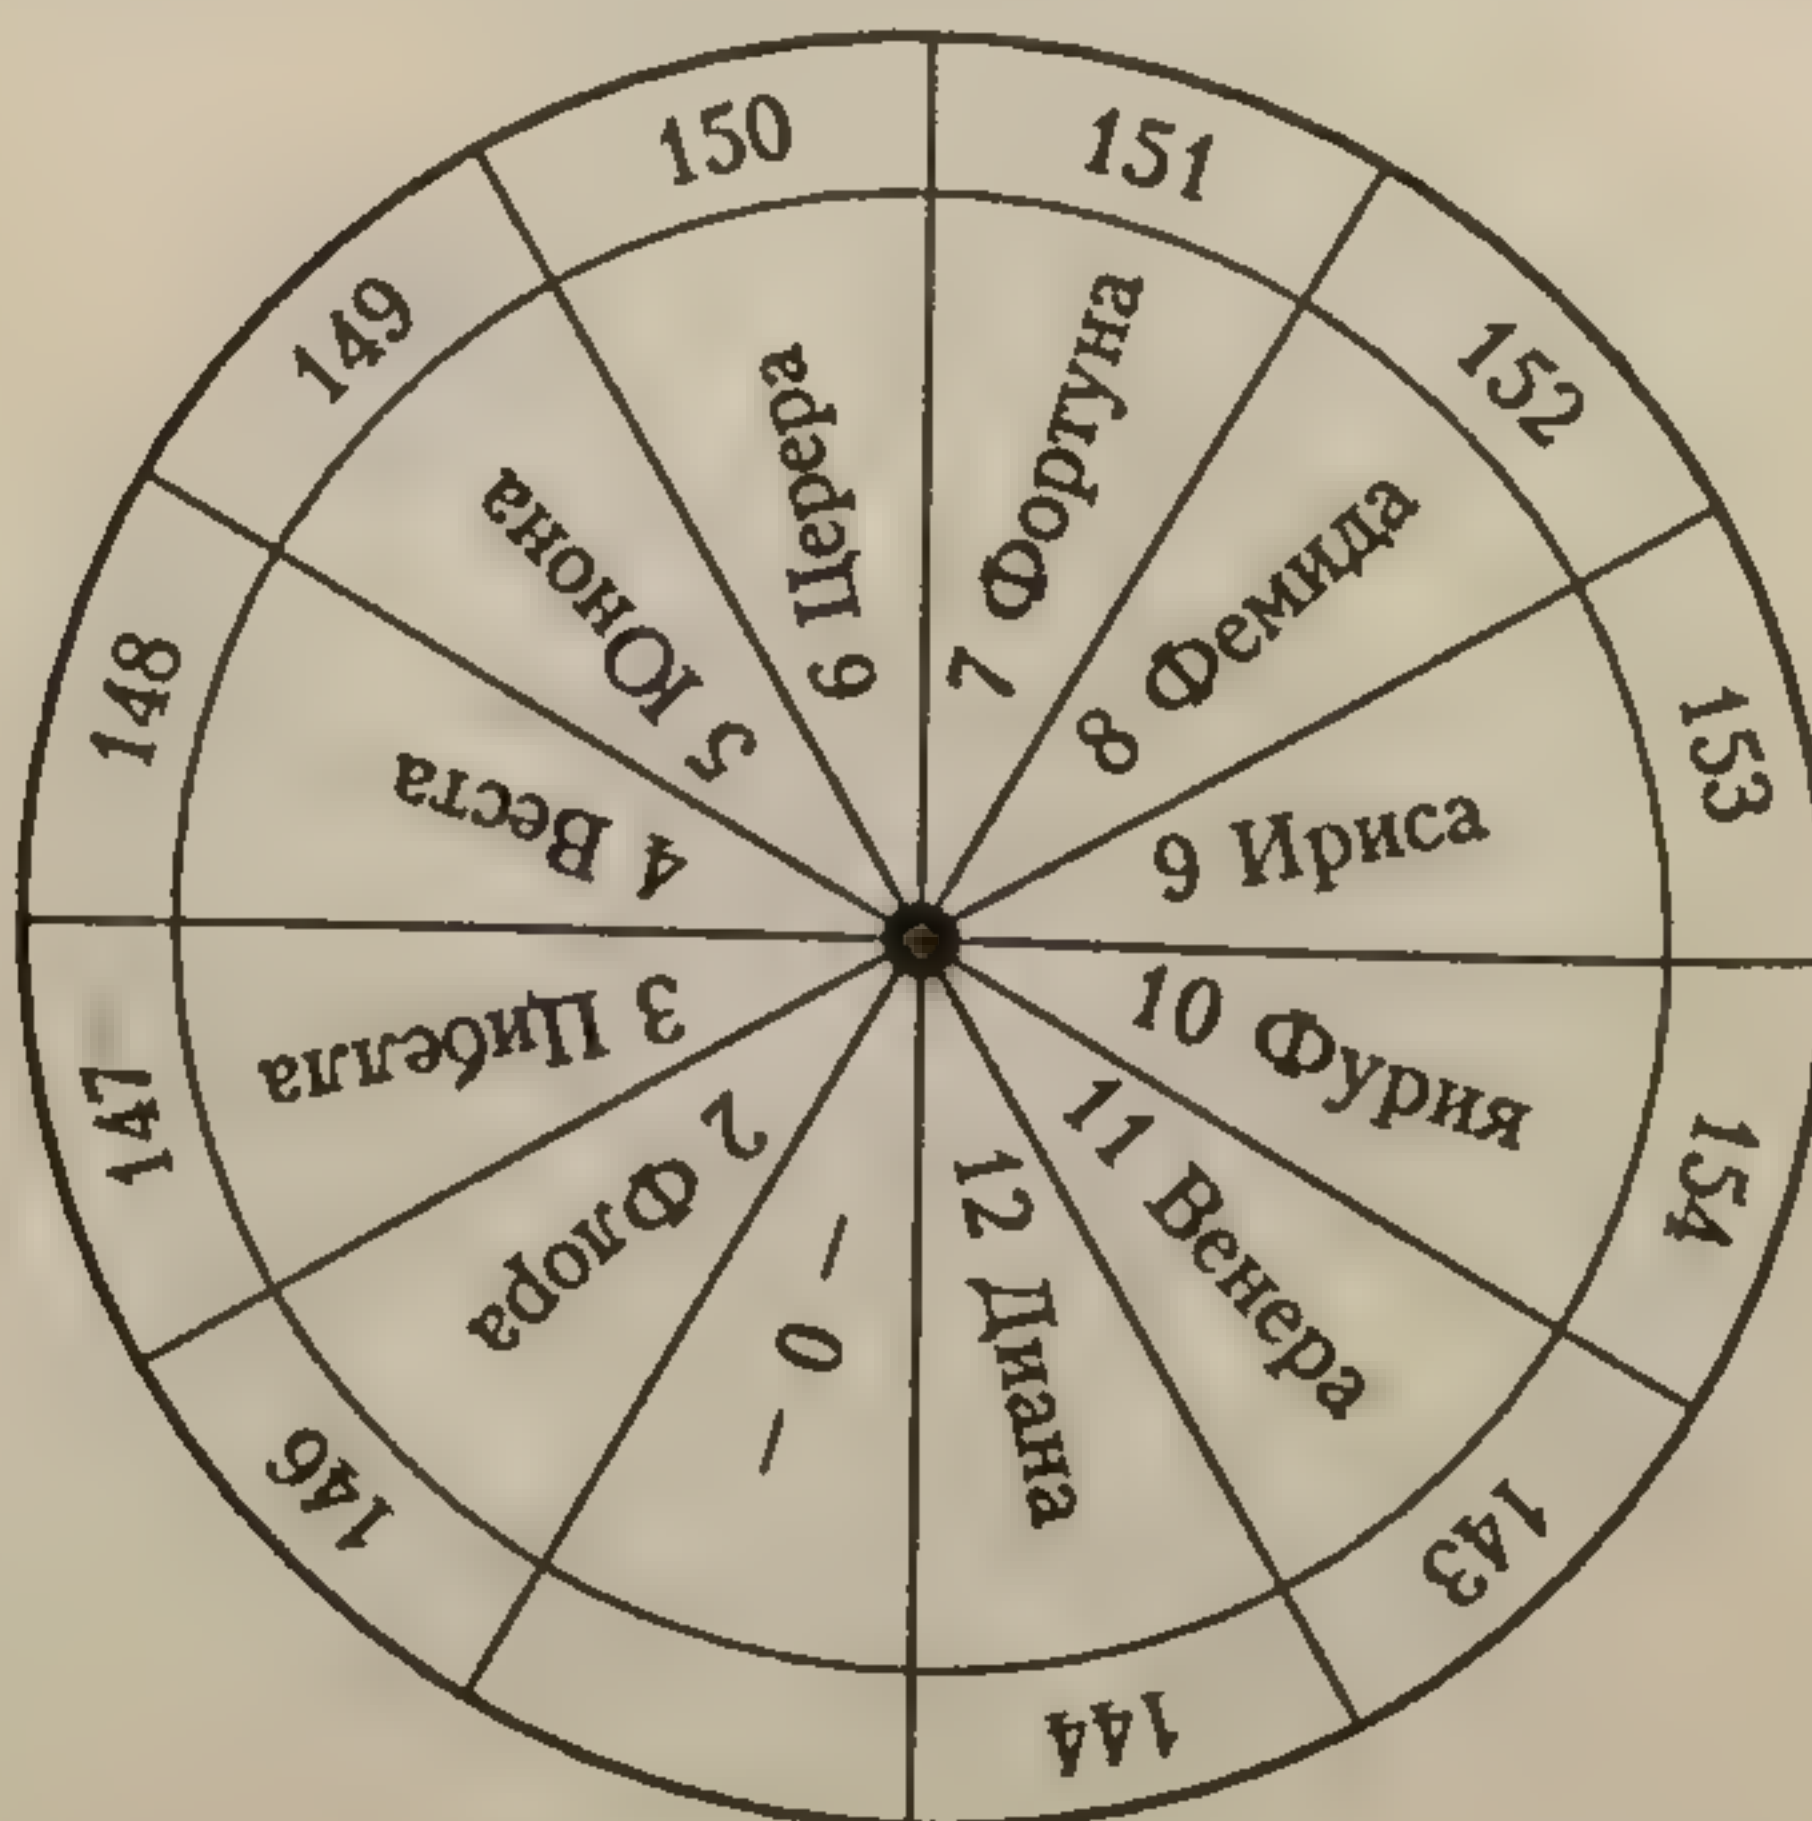 150
151
152
153
154
143
144
146
147
148
149
— 0 —
2 Флора
3 Цибелла
4 Веста
5 Юнона
6 Церера
7 Фортуна
8 Фемида
9 Ириса
10 Фурия
11 Венера
12 Диана